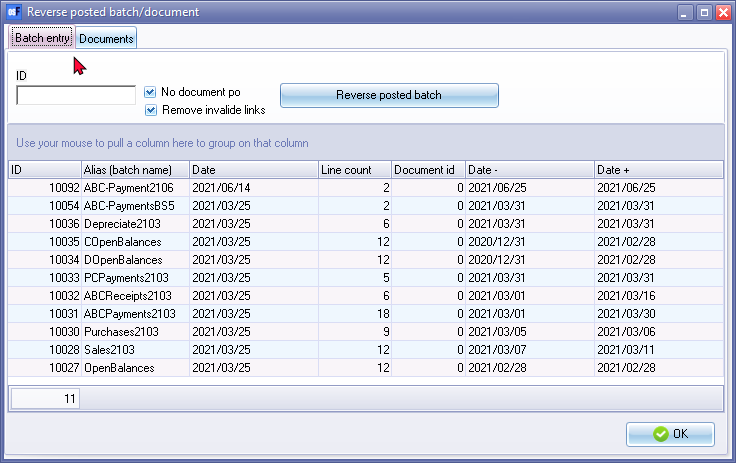 Reverse posted batch/document
Batch entry Documents
ID
No document po
Remove invalide links
Reverse posted batch
Use your mouse to pull a column here to group on that column
ID Alias (batch name) Date Line count Document id Date - Date +
10092 ABC-Payment2106 2021/06/14 2 0 2021/06/25 2021/06/25
10054 ABC-PaymentsBS5 2021/03/25 2 0 2021/03/31 2021/03/31
10036 Depreciate2103 2021/03/25 6 0 2021/03/31 2021/03/31
10035 COpenBalances 2021/03/25 12 0 2020/12/31 2021/02/28
10034 DOpenBalances 2021/03/25 12 0 2020/12/31 2021/02/28
10033 PCPayments2103 2021/03/25 5 0 2021/03/31 2021/03/31
10032 ABCReceipts2103 2021/03/25 6 0 2021/03/01 2021/03/16
10031 ABCPayments2103 2021/03/25 18 0 2021/03/01 2021/03/30
10030 Purchases2103 2021/03/25 9 0 2021/03/05 2021/03/06
10028 Sales2103 2021/03/25 12 0 2021/03/07 2021/03/11
10027 OpenBalances 2021/03/25 12 0 2021/02/28 2021/02/28
11
OK